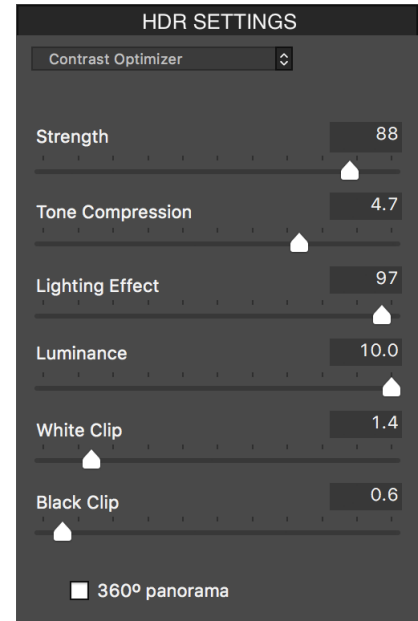 HDR SETTINGS
Contrast Optimizer
Strength 88
Tone Compression 4.7
Lighting Effect 97
Luminance 10.0
White Clip 1.4
Black Clip 0.6
360º panorama